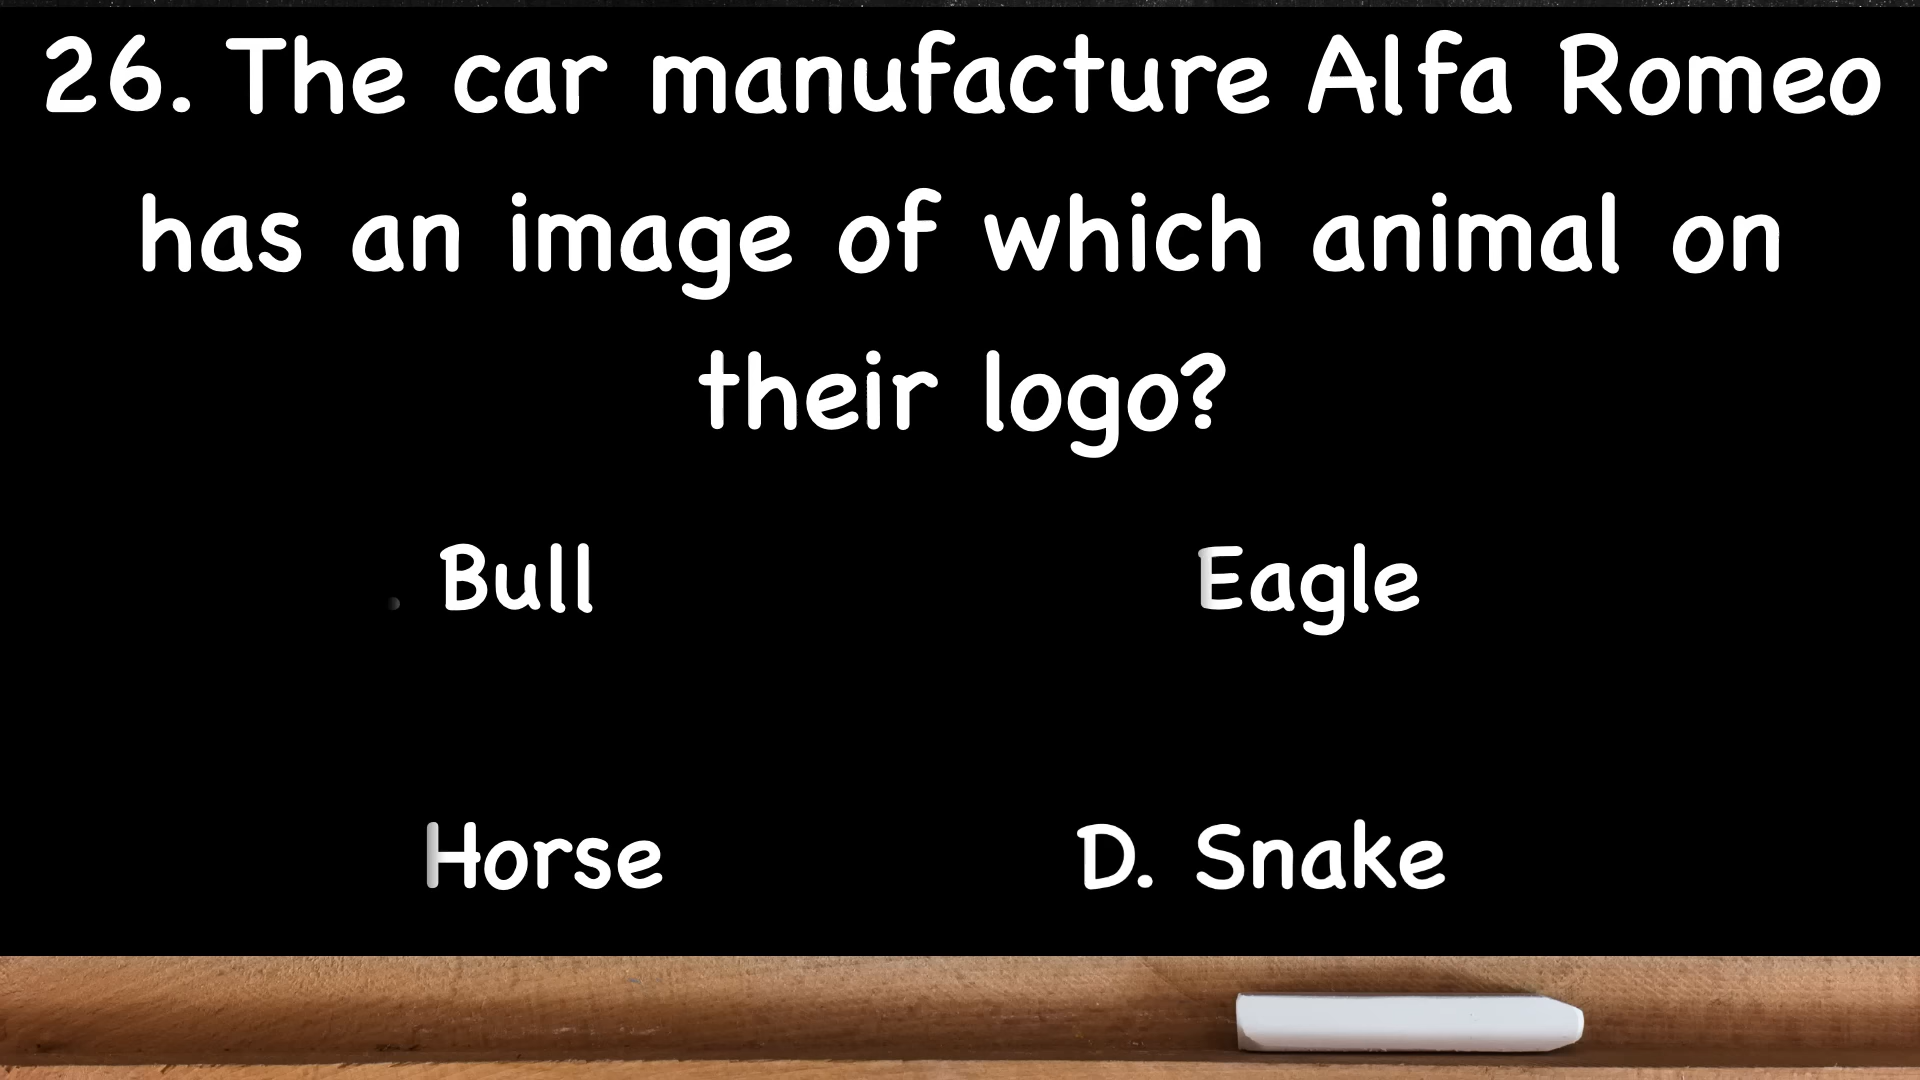 26. The car manufacture Alfa Romeo
has an image of which animal on
their logo?
. Bull
Eagle
Horse
D. Snake